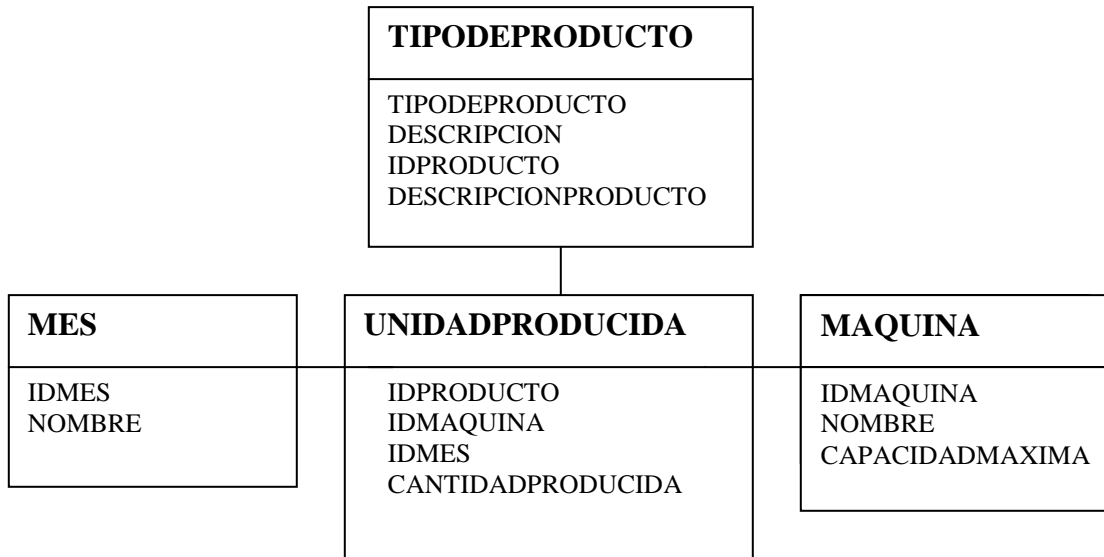 TIPODEPRODUCTO
TIPODEPRODUCTO
DESCRIPCION
IDPRODUCTO
DESCRIPCIONPRODUCTO
MES
IDMES
NOMBRE
UNIDADPRODUCIDA
IDPRODUCTO
IDMAQUINA
IDMES
CANTIDADPRODUCIDA
MAQUINA
IDMAQUINA
NOMBRE
CAPACIDADMAXIMA